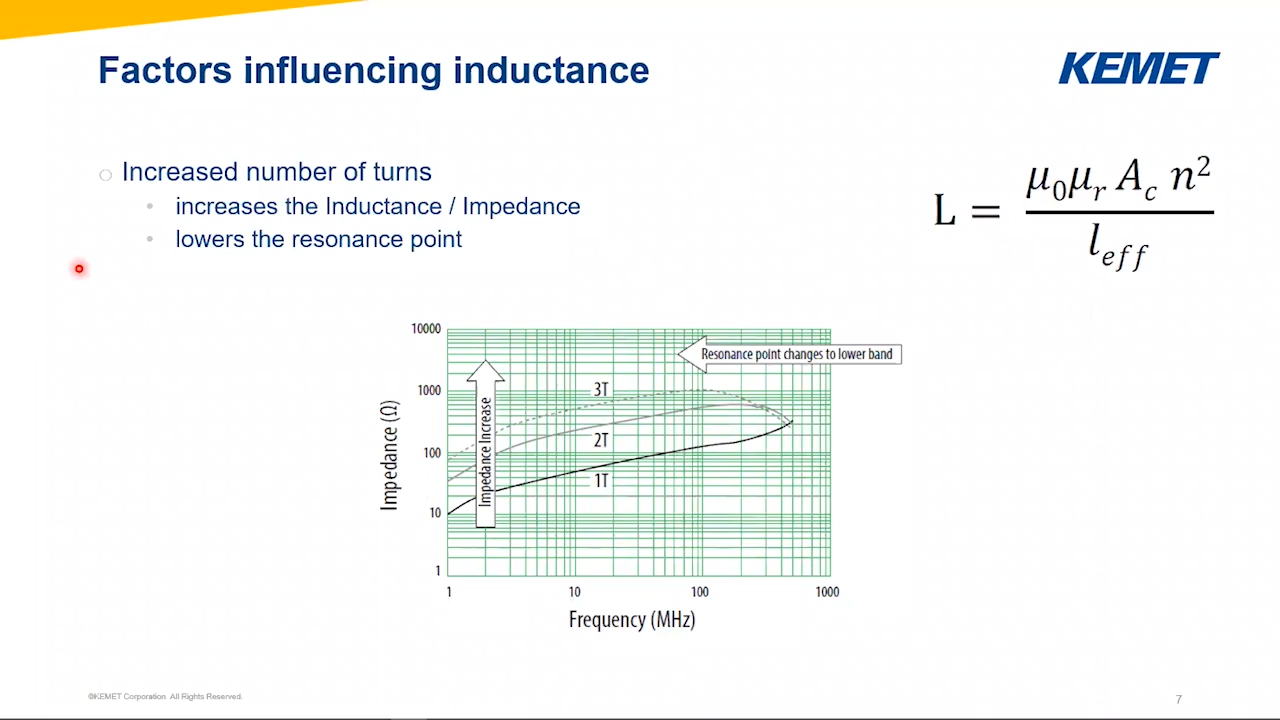 Factors influencing inductance
KEMET
Increased number of turns
increases the Inductance / Impedance
lowers the resonance point
L = μ₀μᵣ A_c n² / l_eff
10000
1000
100
10
1
Impedance (Ω)
Impedance Increase
Resonance point changes to lower band
3T
2T
1T
1 10 100 1000
Frequency (MHz)
©KEMET Corporation. All Rights Reserved.
7